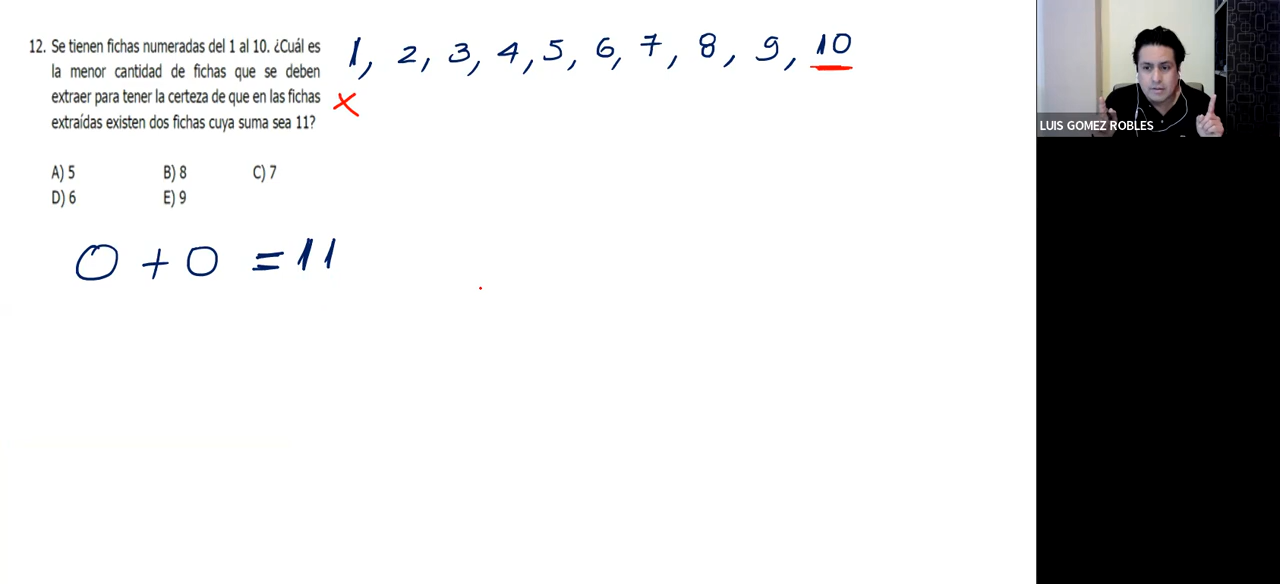 12. Se tienen fichas numeradas del 1 al 10. ¿Cuál es
la menor cantidad de fichas que se deben
extraer para tener la certeza de que en las fichas
extraídas existen dos fichas cuya suma sea 11?
A) 5 B) 8 C) 7
D) 6 E) 9
1, 2, 3, 4, 5, 6, 7, 8, 9, 10
x
0 + 0 = 11
LUIS GOMEZ ROBLES